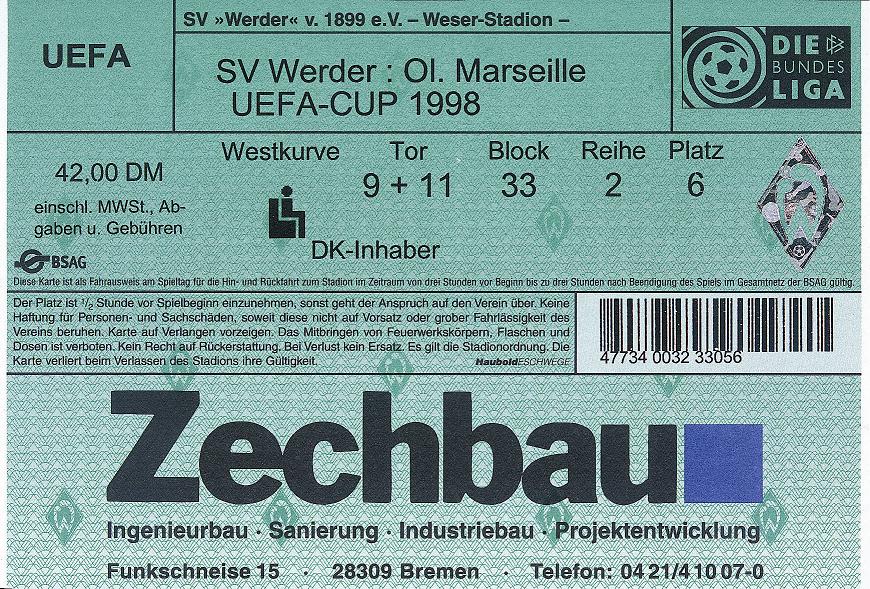 SV »Werder« v. 1899 e.V. – Weser-Stadion –
UEFA
SV Werder : Ol. Marseille
UEFA-CUP 1998
DIE
BUNDES
LIGA
42,00 DM
einschl. MWSt., Ab-
gaben u. Gebühren
BSAG
Westkurve Tor Block Reihe Platz
9 + 11 33 2 6
DK-Inhaber
Diese Karte ist als Fahrausweis am Spieltag für die Hin- und Rückfahrt zum Stadion im Zeitraum von drei Stunden vor Beginn bis zu drei Stunden nach Beendigung des Spiels im Gesamtnetz der BSAG gültig.
Der Platz ist 1/2 Stunde vor Spielbeginn einzunehmen, sonst geht der Anspruch auf den Verein über. Keine
Haftung für Personen- und Sachschäden, soweit diese nicht auf Vorsatz oder grober Fahrlässigkeit des
Vereins beruhen. Karte auf Verlangen vorzeigen. Das Mitbringen von Feuerwerkskörpern, Flaschen und
Dosen ist verboten. Kein Recht auf Rückerstattung. Bei Verlust kein Ersatz. Es gilt die Stadionordnung. Die
Karte verliert beim Verlassen des Stadions ihre Gültigkeit.
HauboldESCHWEGE
47734 0032 33056
Zechbau
Ingenieurbau · Sanierung · Industriebau · Projektentwicklung
Funkschneise 15 · 28309 Bremen · Telefon: 04 21/4 10 07-0